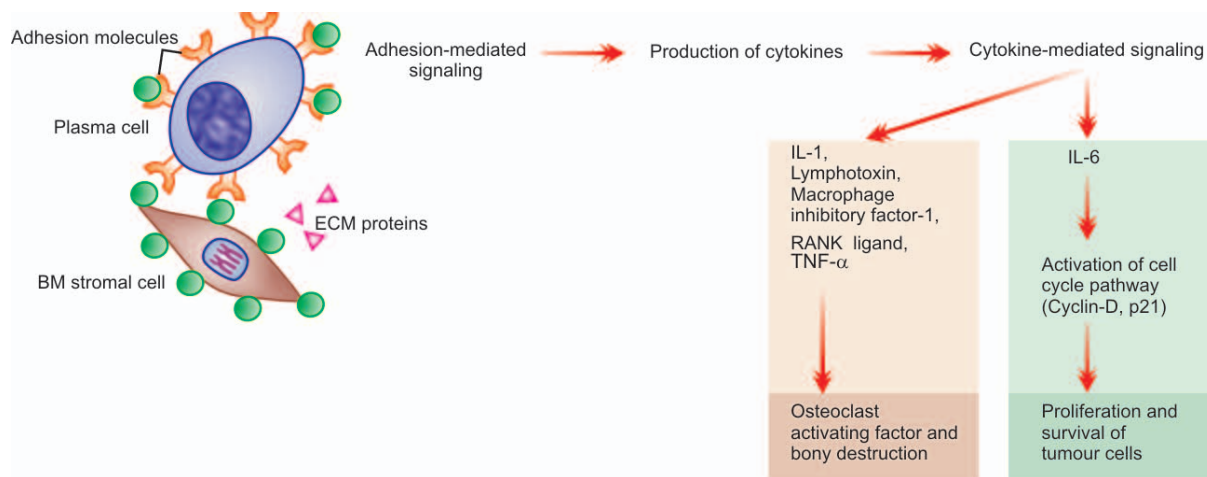 Adhesion molecules
Plasma cell
ECM proteins
BM stromal cell
Adhesion-mediated
signaling
Production of cytokines
Cytokine-mediated signaling
IL-1,
Lymphotoxin,
Macrophage
inhibitory factor-1,
RANK ligand,
TNF-α
Osteoclast
activating factor and
bony destruction
IL-6
Activation of cell
cycle pathway
(Cyclin-D, p21)
Proliferation and
survival of
tumour cells